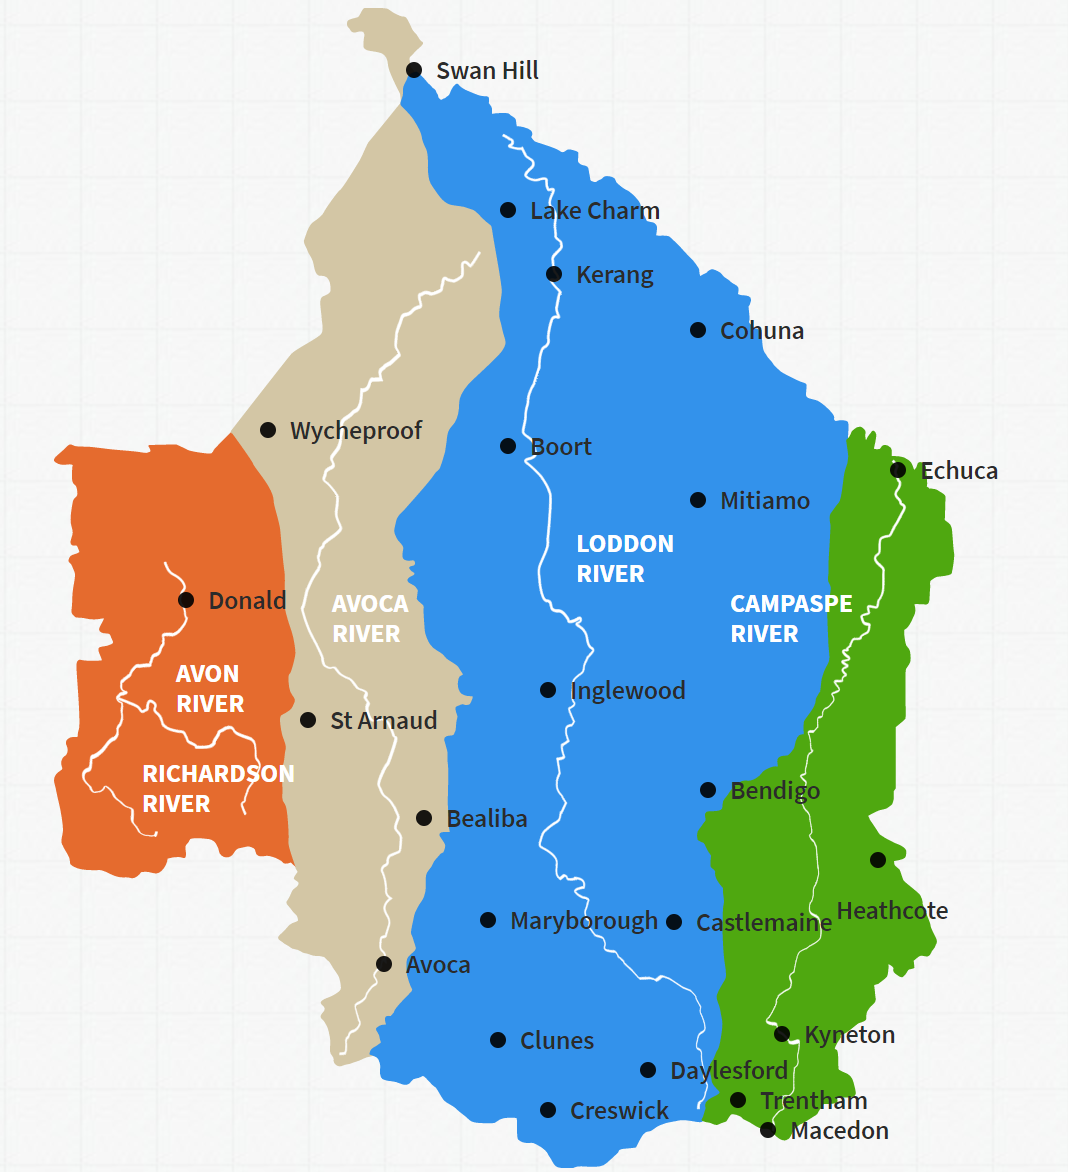 Swan Hill
Lake Charm
Kerang
Cohuna
Wycheproof
Boort
Echuca
Mitiamo
LODDON
RIVER
Donald
AVOCA
RIVER
CAMPASPE
RIVER
AVON
RIVER
Inglewood
St Arnaud
RICHARDSON
RIVER
Bendigo
Bealiba
Heathcote
Maryborough
Castlemaine
Avoca
Kyneton
Clunes
Daylesford
Trentham
Creswick
Macedon